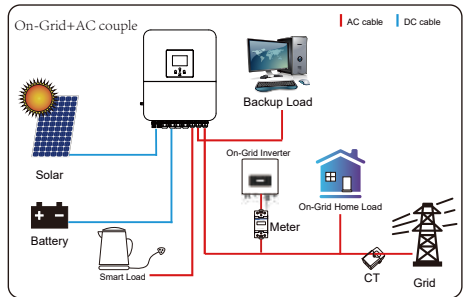 On-Grid+AC couple
AC cable
DC cable
Backup Load
On-Grid Inverter
Solar
On-Grid Home Load
Meter
Battery
Smart Load
CT
Grid